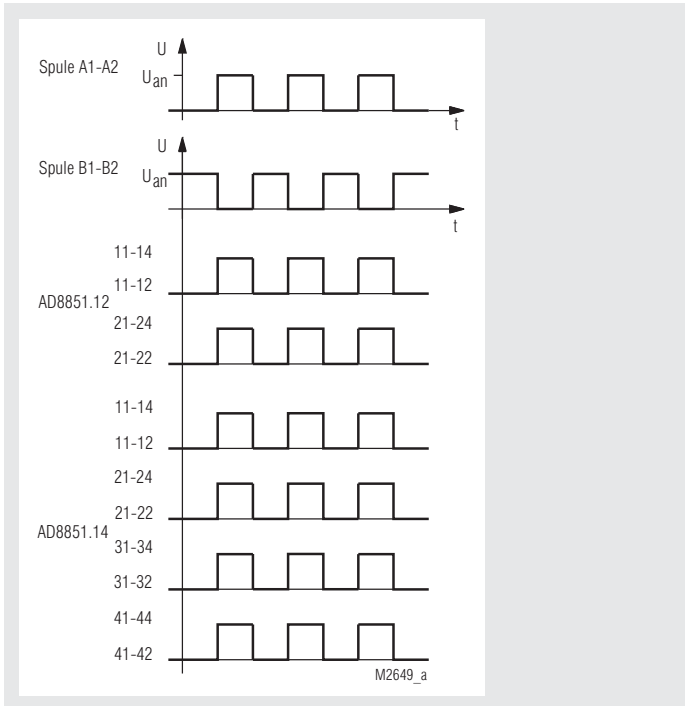 U
Spule A1-A2
Uan
t
U
Spule B1-B2
Uan
t
11-14
11-12
AD8851.12
21-24
21-22
11-14
11-12
21-24
21-22
AD8851.14
31-34
31-32
41-44
41-42
M2649_a